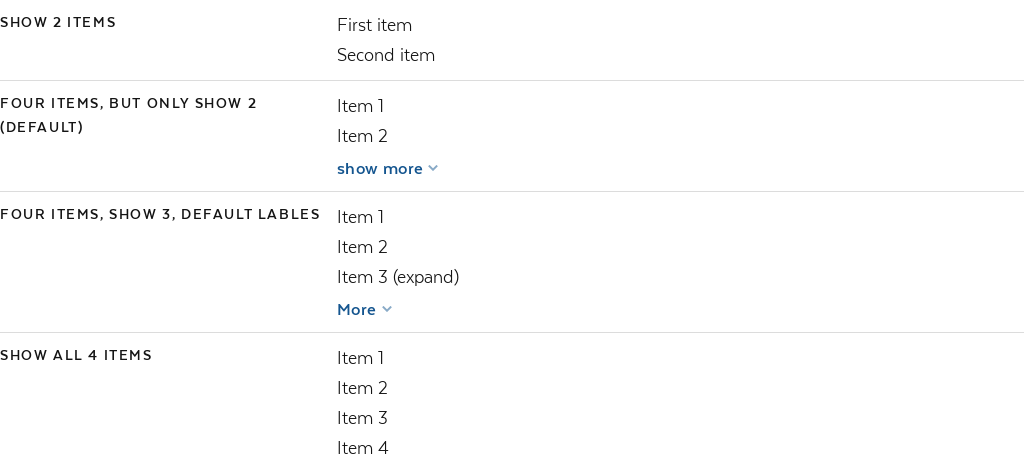 SHOW 2 ITEMS
First item
Second item
FOUR ITEMS, BUT ONLY SHOW 2
(DEFAULT)
Item 1
Item 2
show more
FOUR ITEMS, SHOW 3, DEFAULT LABLES
Item 1
Item 2
Item 3 (expand)
More
SHOW ALL 4 ITEMS
Item 1
Item 2
Item 3
Item 4